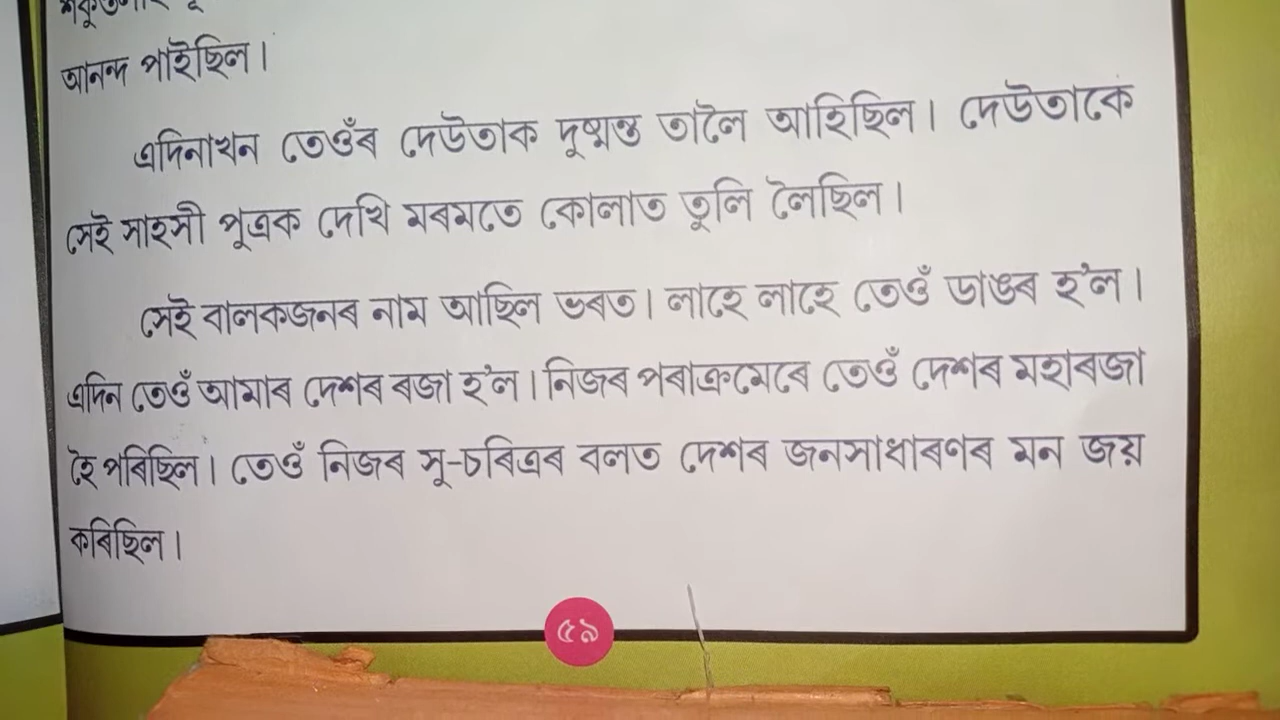 আনন্দ পাইছিল।
এদিনাখন তেওঁৰ দেউতাক দুষ্মন্ত তালৈ আহিছিল। দেউতাকে
সেই সাহসী পুত্ৰক দেখি মৰমতে কোলাত তুলি লৈছিল।
সেই বালকজনৰ নাম আছিল ভৰত। লাহে লাহে তেওঁ ডাঙৰ হ'ল।
এদিন তেওঁ আমাৰ দেশৰ ৰজা হ'ল। নিজৰ পৰাক্ৰমেৰে তেওঁ দেশৰ মহাৰজা
হৈ পৰিছিল। তেওঁ নিজৰ সু-চৰিত্ৰৰ বলত দেশৰ জনসাধাৰণৰ মন জয়
কৰিছিল।
৫৯